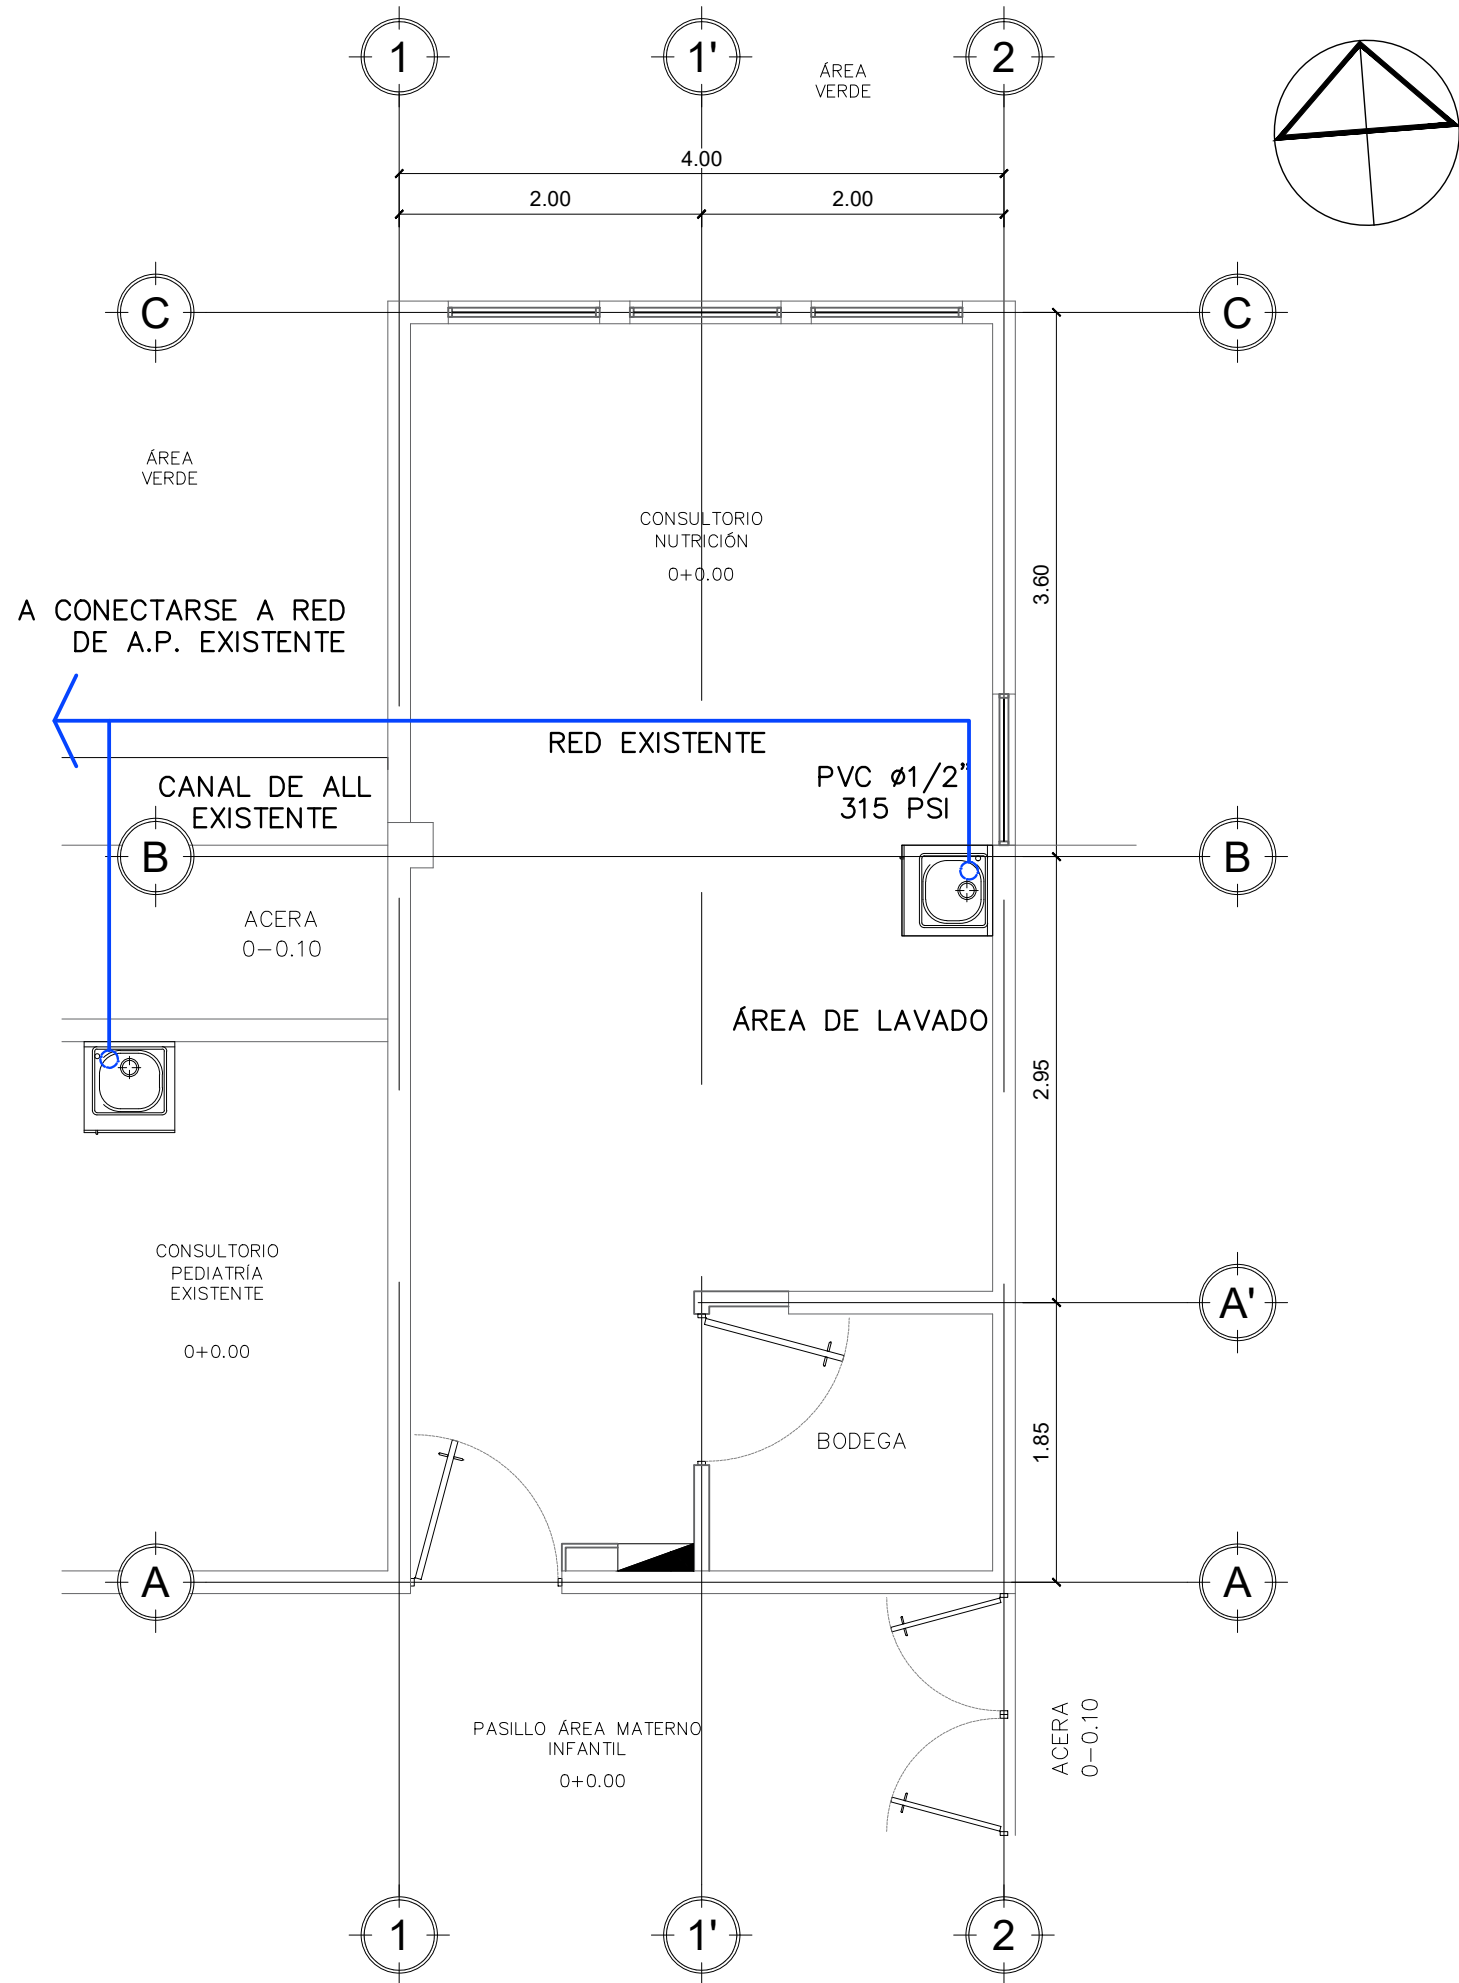 1
1'
2
ÁREA
VERDE
4.00
2.00
2.00
C
C
ÁREA
VERDE
CONSULTORIO
NUTRICIÓN
0+0.00
3.60
A CONECTARSE A RED
DE A.P. EXISTENTE
RED EXISTENTE
PVC ø1/2"
315 PSI
CANAL DE ALL
EXISTENTE
B
B
ACERA
0-0.10
ÁREA DE LAVADO
2.95
CONSULTORIO
PEDIATRÍA
EXISTENTE
0+0.00
A'
BODEGA
1.85
A
A
PASILLO ÁREA MATERNO
INFANTIL
0+0.00
ACERA
0-0.10
1
1'
2